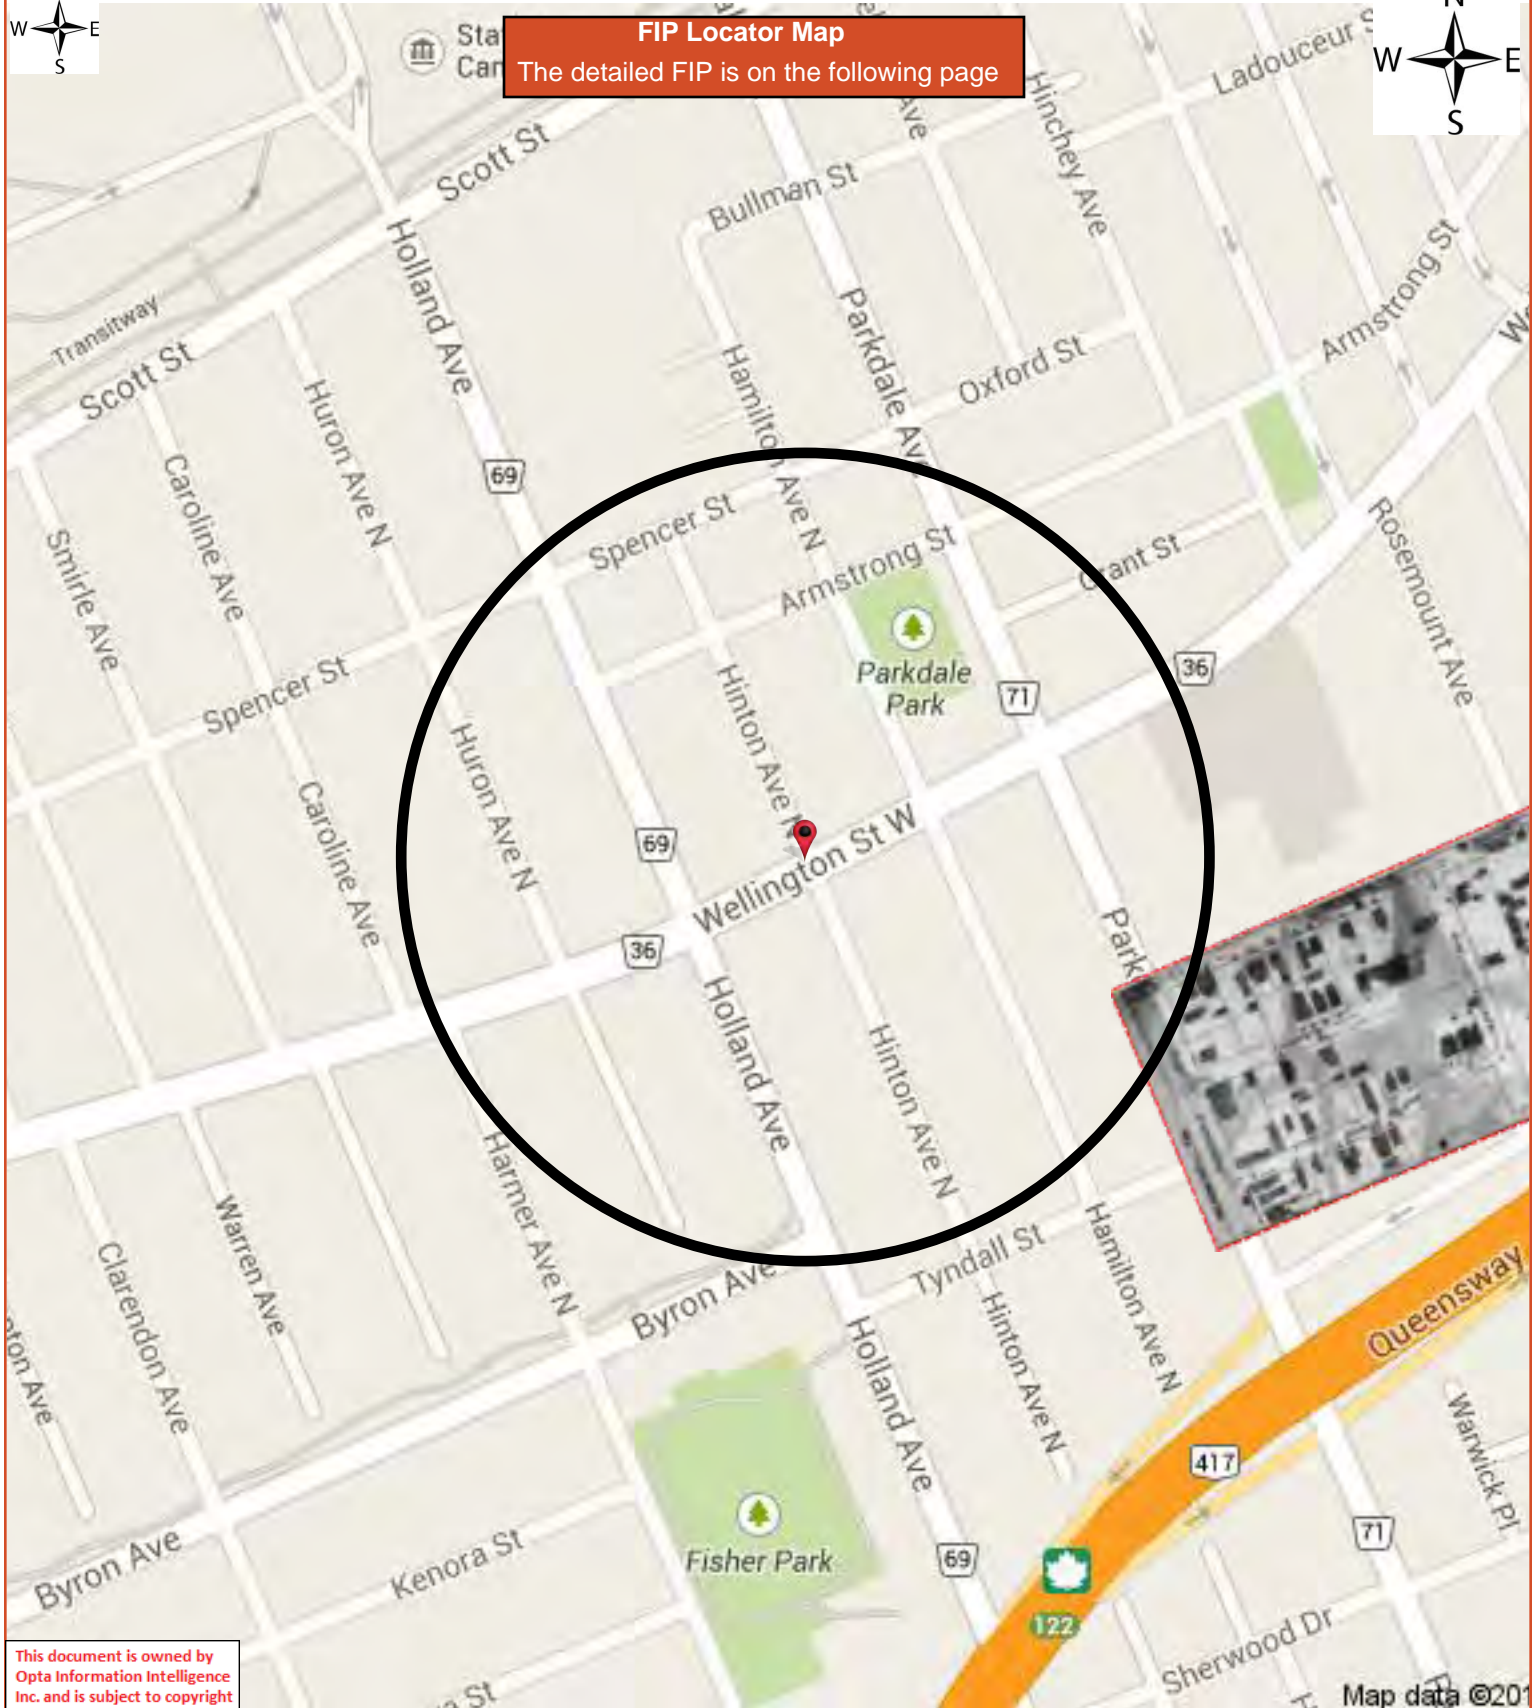 W E
S
N
W E
S
FIP Locator Map
The detailed FIP is on the following page
Ladouceur
Scott St
Bullman St
Hinchey Ave
Ave
Holland Ave
Transitway
Scott St
Parkdale Ave
Armstrong St
Oxford St
Hamilton Ave N
Huron Ave N
69
Caroline Ave
Spencer St
Armstrong St
Grant St
Rosemount Ave
Smirle Ave
Parkdale
Park
36
71
Spencer St
Hinton Ave N
Huron Ave N
Caroline Ave
69
Wellington St W
36
Park
Holland Ave
Hinton Ave N
Harmer Ave N
Warren Ave
Clarendon Ave
Byron Ave
Tyndall St
Hamilton Ave N
Hinton Ave N
Queensway
Holland Ave
ton Ave
Warwick Pl
417
71
Fisher Park
69
Byron Ave
Kenora St
122
Sherwood Dr
St
This document is owned by
Opta Information Intelligence
Inc. and is subject to copyright
Map data ©201